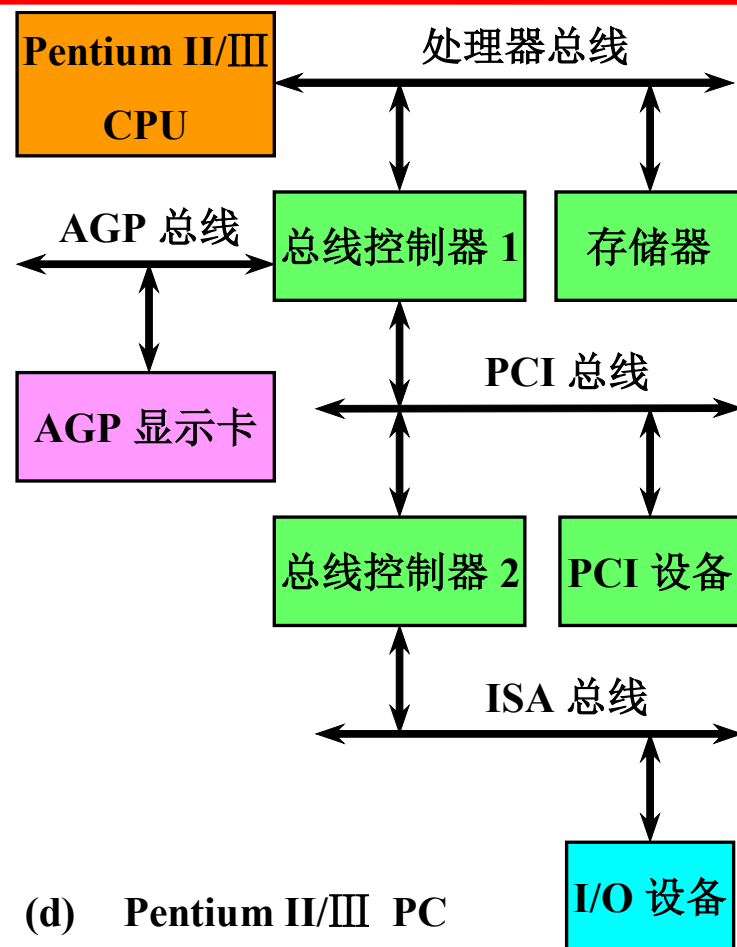 Pentium II/Ⅲ
CPU
处理器总线
AGP 总线
总线控制器 1
存储器
PCI 总线
AGP 显示卡
总线控制器 2
PCI 设备
ISA 总线
I/O 设备
(d) Pentium II/Ⅲ PC